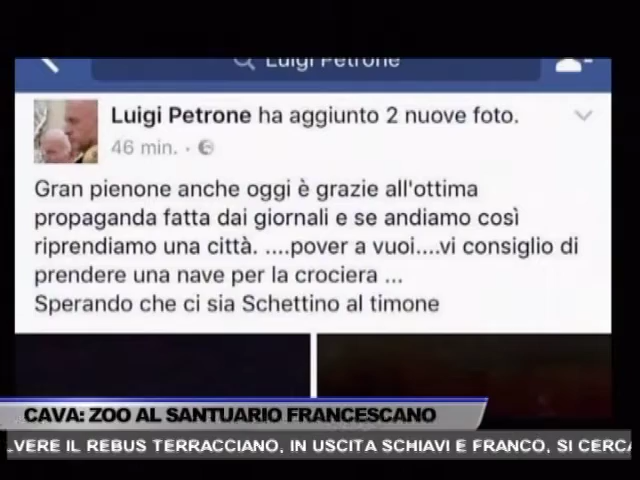 Luigi Petrone
Luigi Petrone ha aggiunto 2 nuove foto.
46 min. ·
Gran pienone anche oggi è grazie all'ottima
propaganda fatta dai giornali e se andiamo così
riprendiamo una città. ....pover a vuoi....vi consiglio di
prendere una nave per la crociera ...
Sperando che ci sia Schettino al timone
CAVA: ZOO AL SANTUARIO FRANCESCANO
LVERE IL REBUS TERRACCIANO, IN USCITA SCHIAVI E FRANCO, SI CERCA